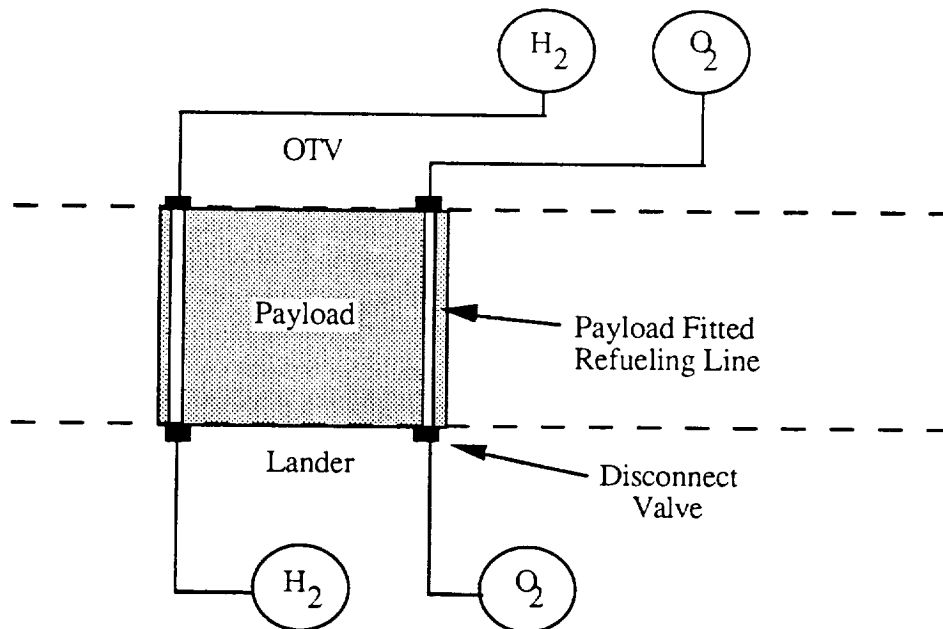 H2
O2
OTV
Payload
Payload Fitted
Refueling Line
Lander
Disconnect
Valve
H2
O2